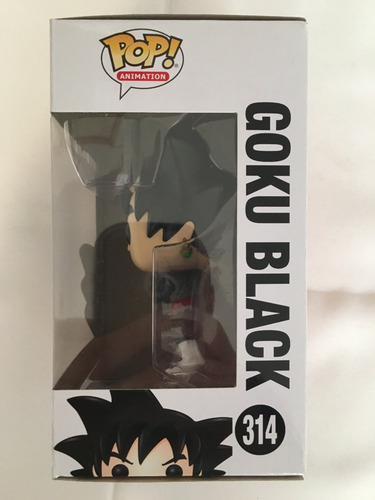 POP!
ANIMATION
GOKU BLACK
314